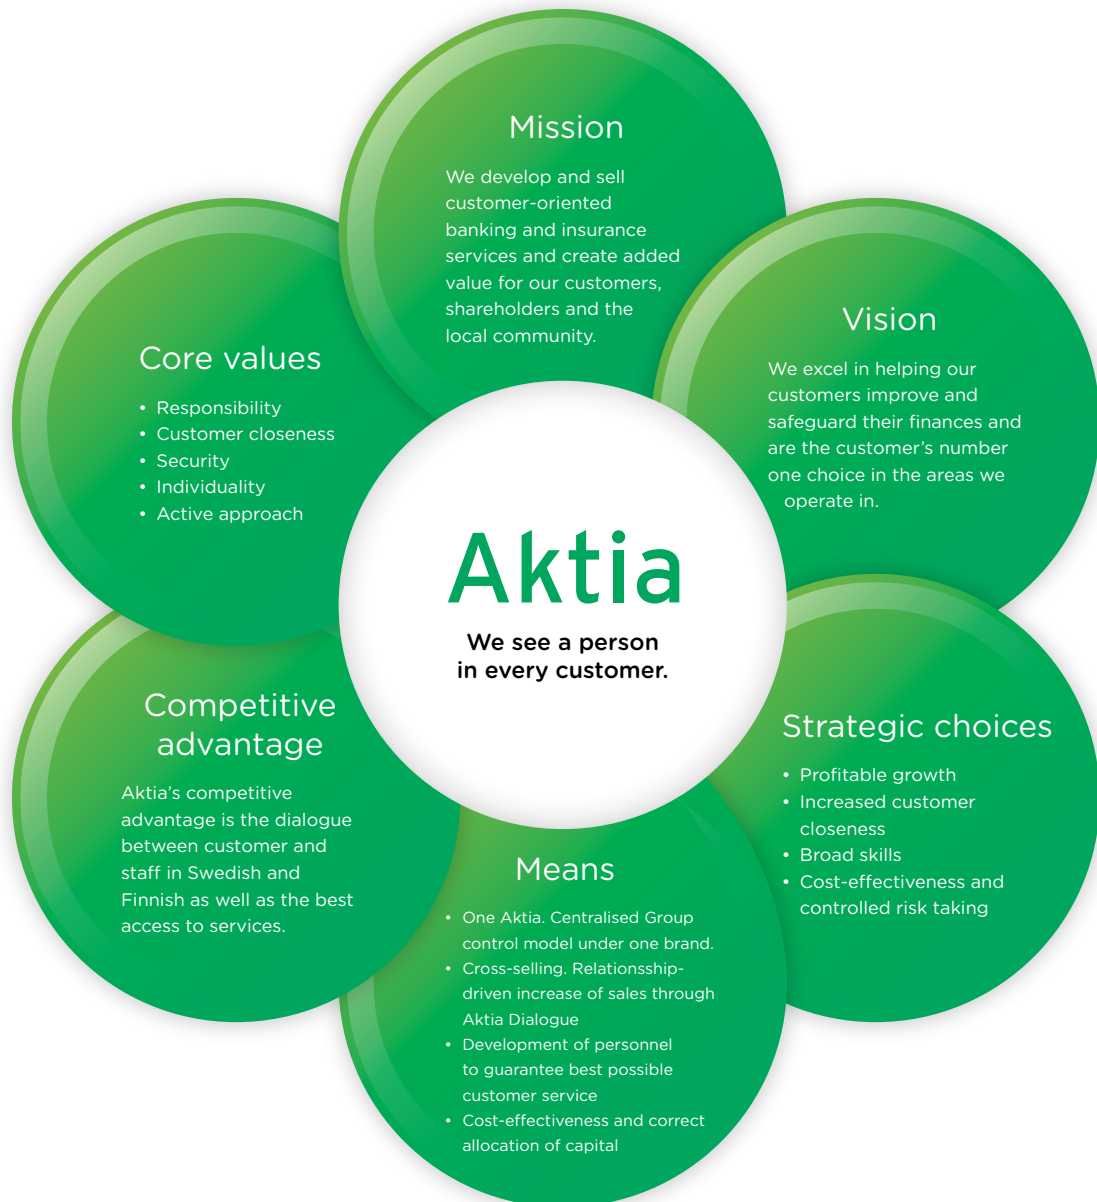 Mission
We develop and sell
customer-oriented
banking and insurance
services and create added
value for our customers,
shareholders and the
local community.
Vision
We excel in helping our
customers improve and
safeguard their finances and
are the customer’s number
one choice in the areas we
operate in.
Strategic choices
• Profitable growth
• Increased customer
closeness
• Broad skills
• Cost-effectiveness and
controlled risk taking
Means
• One Aktia. Centralised Group
control model under one brand.
• Cross-selling. Relationsship-
driven increase of sales through
Aktia Dialogue
• Development of personnel
to guarantee best possible
customer service
• Cost-effectiveness and correct
allocation of capital
Competitive
advantage
Aktia’s competitive
advantage is the dialogue
between customer and
staff in Swedish and
Finnish as well as the best
access to services.
Core values
• Responsibility
• Customer closeness
• Security
• Individuality
• Active approach
Aktia
We see a person
in every customer.